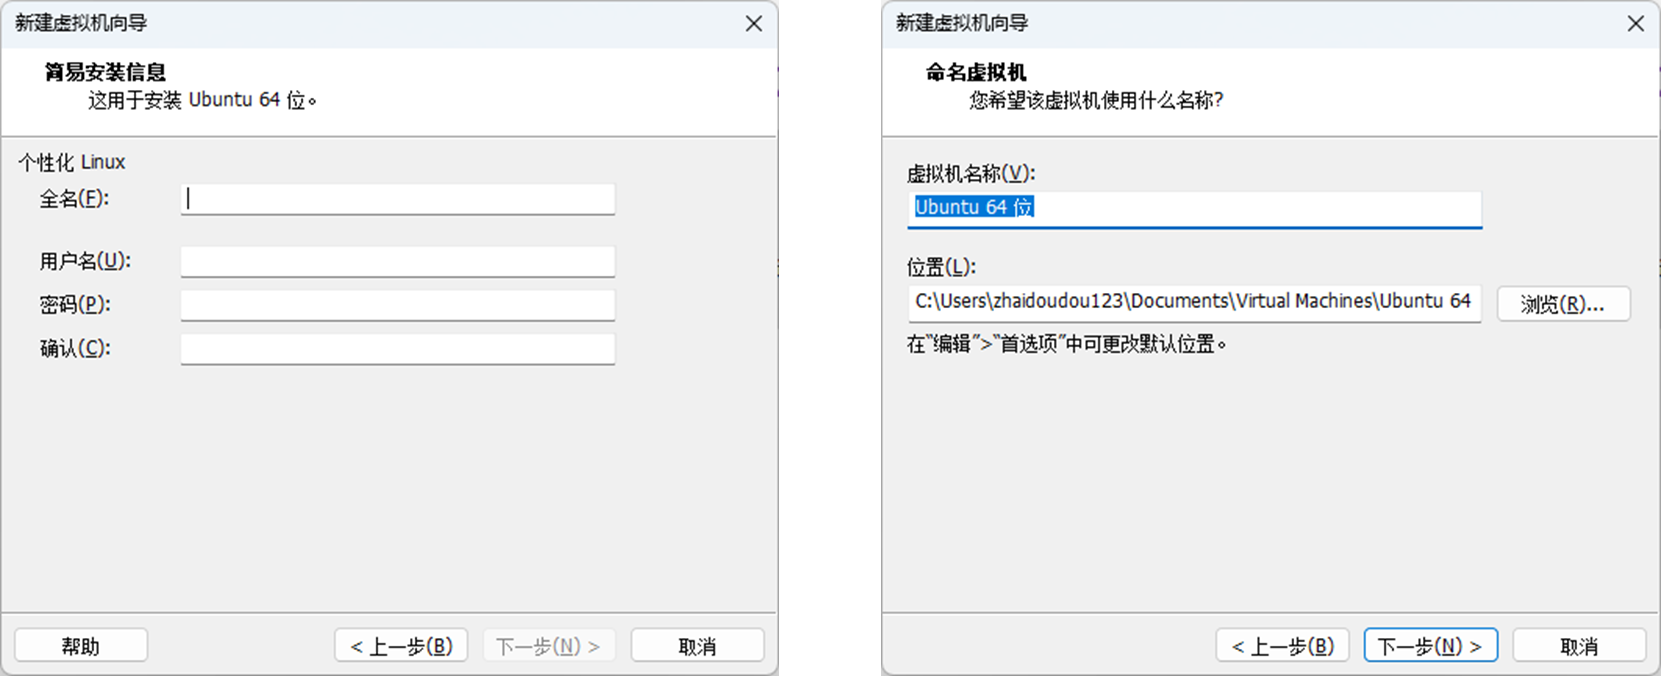 新建虚拟机向导
简易安装信息
这用于安装 Ubuntu 64 位。
个性化 Linux
全名(F):
用户名(U):
密码(P):
确认(C):
帮助
< 上一步(B)
下一步(N) >
取消
新建虚拟机向导
命名虚拟机
您希望该虚拟机使用什么名称?
虚拟机名称(V):
Ubuntu 64 位
位置(L):
C:\Users\zhaidoudou123\Documents\Virtual Machines\Ubuntu 64
浏览(R)...
在"编辑">"首选项"中可更改默认位置。
< 上一步(B)
下一步(N) >
取消